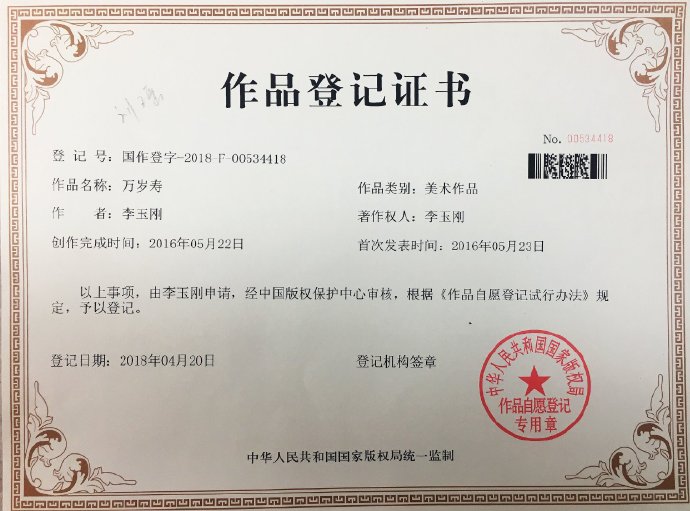 作品登记证书
No. 00534418
登 记 号：国作登字-2018-F-00534418
作品名称：万岁寿
作品类别：美术作品
作 者：李玉刚
著作权人：李玉刚
创作完成时间：2016年05月22日
首次发表时间：2016年05月23日
以上事项，由李玉刚申请，经中国版权保护中心审核，根据《作品自愿登记试行办法》规
定，予以登记。
登记日期：2018年04月20日
登记机构签章
中华人民共和国国家版权局
作品自愿登记
专用章
中华人民共和国国家版权局统一监制